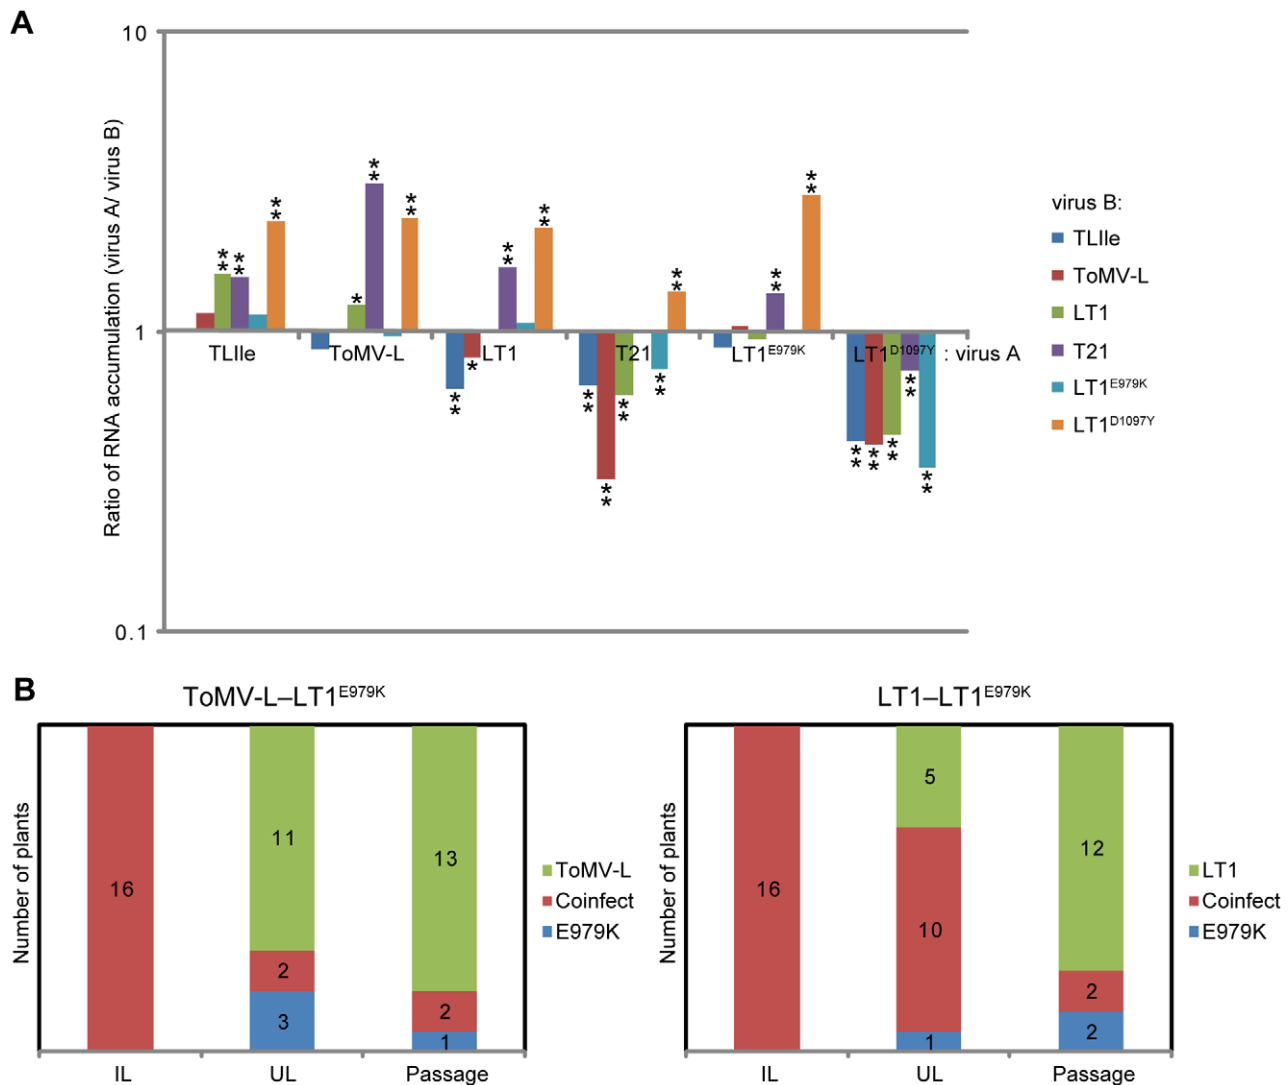 A
10
1
0.1
Ratio of RNA accumulation (virus A/ virus B)
** ** **
* ** **
** * ** **
** ** ** ** **
** **
** ** ** ** **
TLIle ToMV-L LT1 T21 LT1E979K LT1D1097Y : virus A
virus B:
TLIle
ToMV-L
LT1
T21
LT1E979K
LT1D1097Y
B
ToMV-L–LT1E979K
Number of plants
16
11
2
3
13
2
1
IL UL Passage
ToMV-L
Coinfect
E979K
LT1–LT1E979K
Number of plants
16
5
10
1
12
2
2
IL UL Passage
LT1
Coinfect
E979K